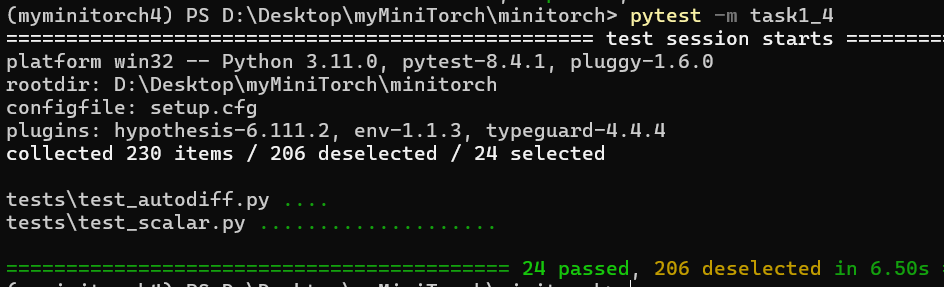 (myminitorch4) PS D:\Desktop\myMiniTorch\minitorch> pytest -m task1_4
================================================= test session starts =========
platform win32 -- Python 3.11.0, pytest-8.4.1, pluggy-1.6.0
rootdir: D:\Desktop\myMiniTorch\minitorch
configfile: setup.cfg
plugins: hypothesis-6.111.2, env-1.1.3, typeguard-4.4.4
collected 230 items / 206 deselected / 24 selected

tests\test_autodiff.py ....
tests\test_scalar.py ....................

========================================== 24 passed, 206 deselected in 6.50s =